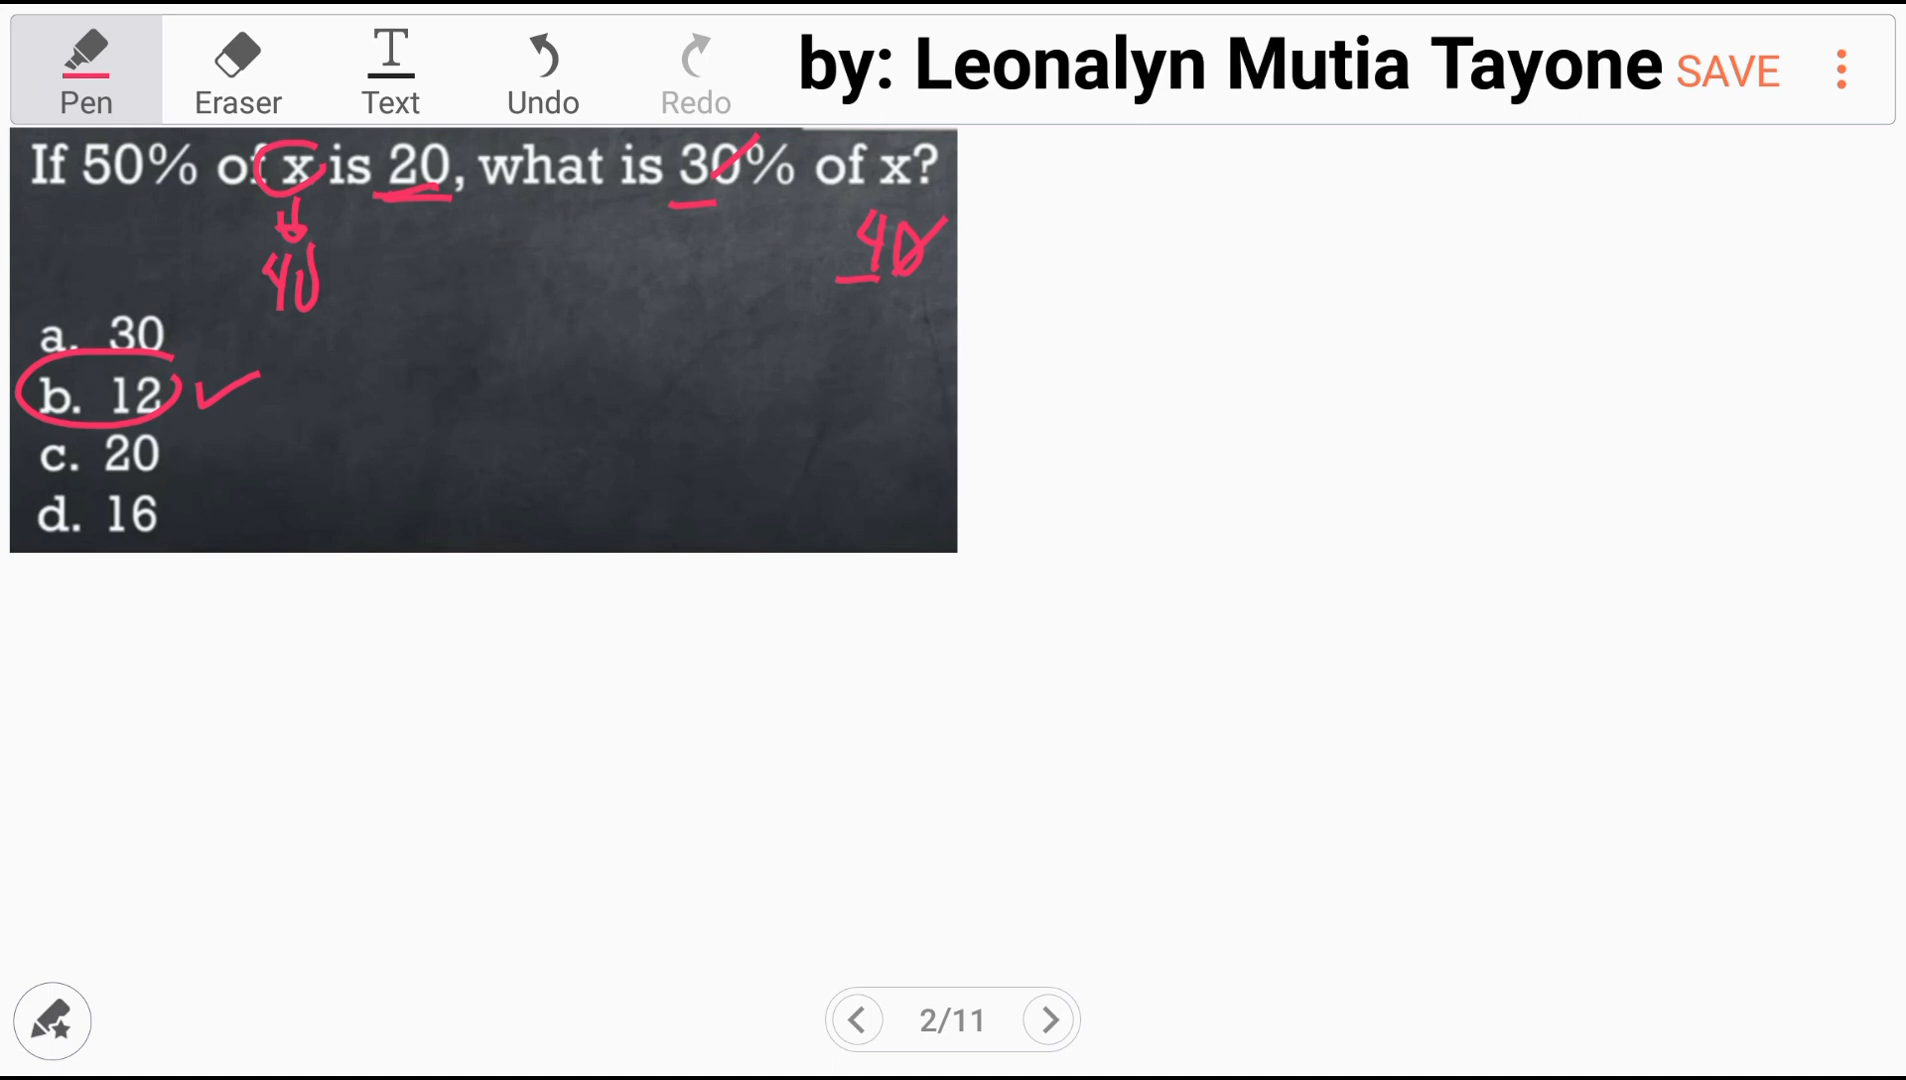 by: Leonalyn Mutia Tayone SAVE
Pen Eraser Text Undo Redo
If 50% of x is 20, what is 30% of x?
40
40
a. 30
b. 12
c. 20
d. 16
2/11